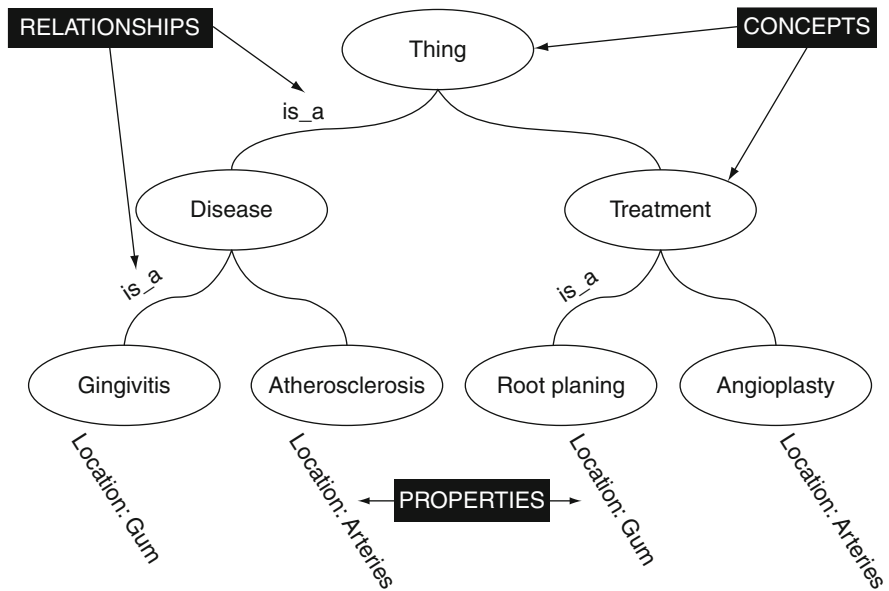 RELATIONSHIPS
Thing
CONCEPTS
is_a
Disease
Treatment
is_a
is_a
Gingivitis
Atherosclerosis
Root planing
Angioplasty
Location: Gum
Location: Arteries
Location: Gum
Location: Arteries
PROPERTIES